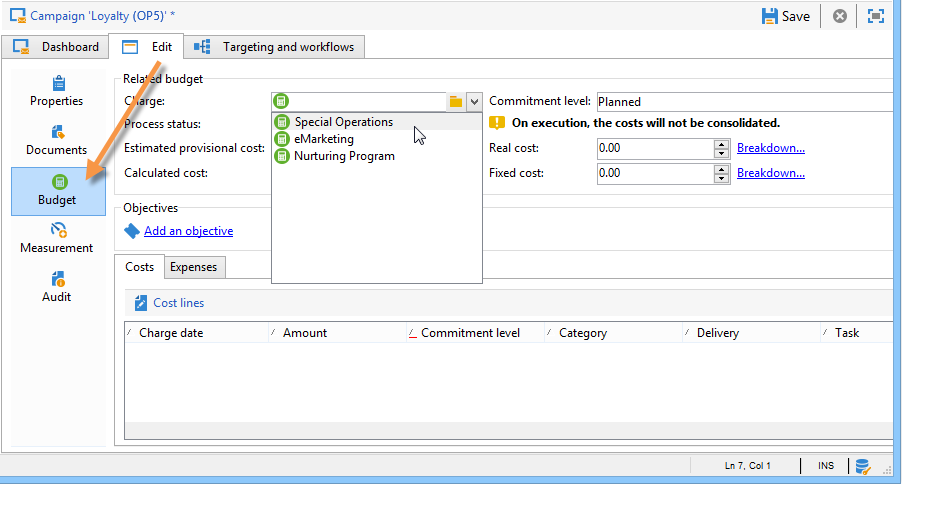 Campaign 'Loyalty (OP5)' * Save
Dashboard Edit Targeting and workflows
Properties
Documents
Budget
Measurement
Audit
Related budget
Charge: Commitment level: Planned
Special Operations
eMarketing
Nurturing Program
Process status: On execution, the costs will not be consolidated.
Estimated provisional cost: Real cost: 0.00 Breakdown...
Calculated cost: Fixed cost: 0.00 Breakdown...
Objectives
Add an objective
Costs Expenses
Cost lines
Charge date Amount Commitment level Category Delivery Task
Ln 7, Col 1 INS